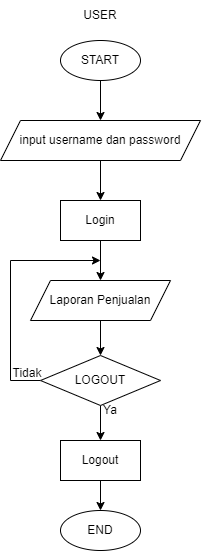 USER
START
input username dan password
Login
Laporan Penjualan
LOGOUT
Tidak
Ya
Logout
END